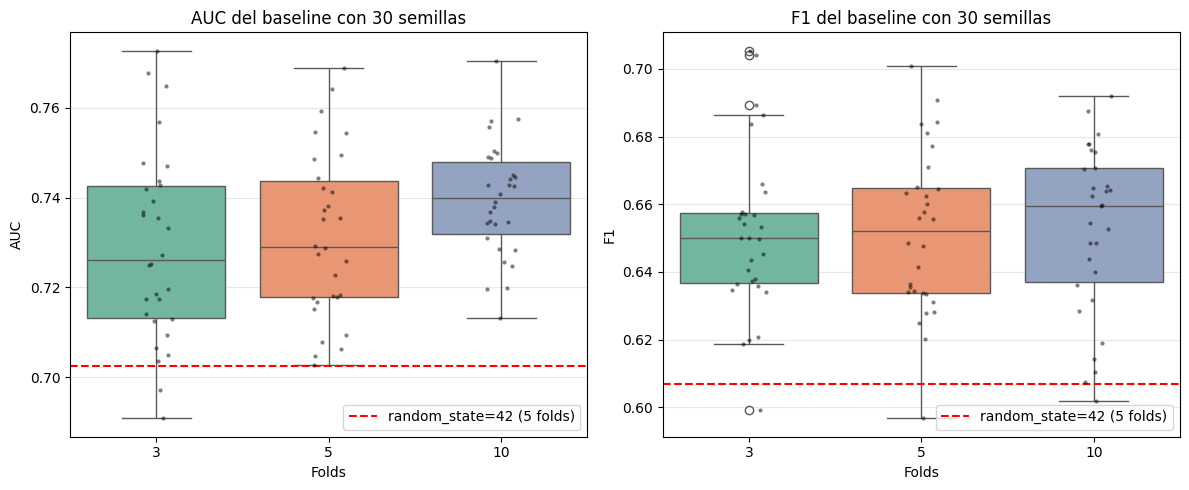 AUC del baseline con 30 semillas
0.76
0.74
0.72
0.70
AUC
random_state=42 (5 folds)
3
5
10
Folds
F1 del baseline con 30 semillas
0.70
0.68
0.66
0.64
0.62
0.60
F1
random_state=42 (5 folds)
3
5
10
Folds